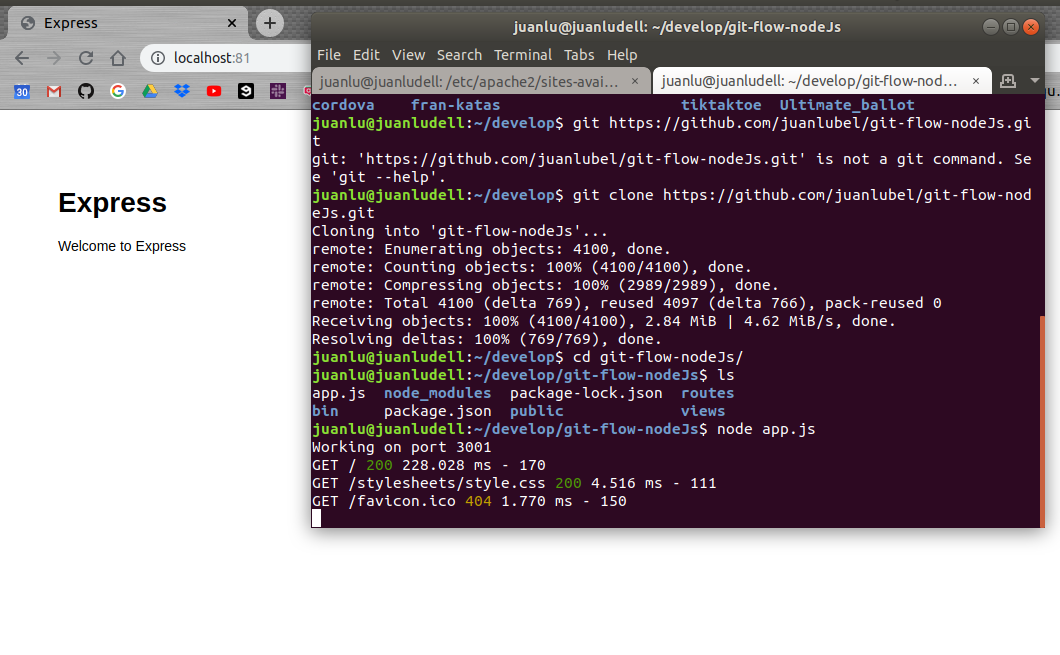 Express
localhost:81
30
Express
Welcome to Express
juanlu@juanludell: ~/develop/git-flow-nodeJs
File Edit View Search Terminal Tabs Help
juanlu@juanludell: /etc/apache2/sites-avai…
juanlu@juanludell: ~/develop/git-flow-nod…
cordova fran-katas tiktaktoe Ultimate_ballot
juanlu@juanludell:~/develop$ git https://github.com/juanlubel/git-flow-nodeJs.gi
t
git: 'https://github.com/juanlubel/git-flow-nodeJs.git' is not a git command. Se
e 'git --help'.
juanlu@juanludell:~/develop$ git clone https://github.com/juanlubel/git-flow-nod
eJs.git
Cloning into 'git-flow-nodeJs'...
remote: Enumerating objects: 4100, done.
remote: Counting objects: 100% (4100/4100), done.
remote: Compressing objects: 100% (2989/2989), done.
remote: Total 4100 (delta 769), reused 4097 (delta 766), pack-reused 0
Receiving objects: 100% (4100/4100), 2.84 MiB | 4.62 MiB/s, done.
Resolving deltas: 100% (769/769), done.
juanlu@juanludell:~/develop$ cd git-flow-nodeJs/
juanlu@juanludell:~/develop/git-flow-nodeJs$ ls
app.js node_modules package-lock.json routes
bin package.json public views
juanlu@juanludell:~/develop/git-flow-nodeJs$ node app.js
Working on port 3001
GET / 200 228.028 ms - 170
GET /stylesheets/style.css 200 4.516 ms - 111
GET /favicon.ico 404 1.770 ms - 150